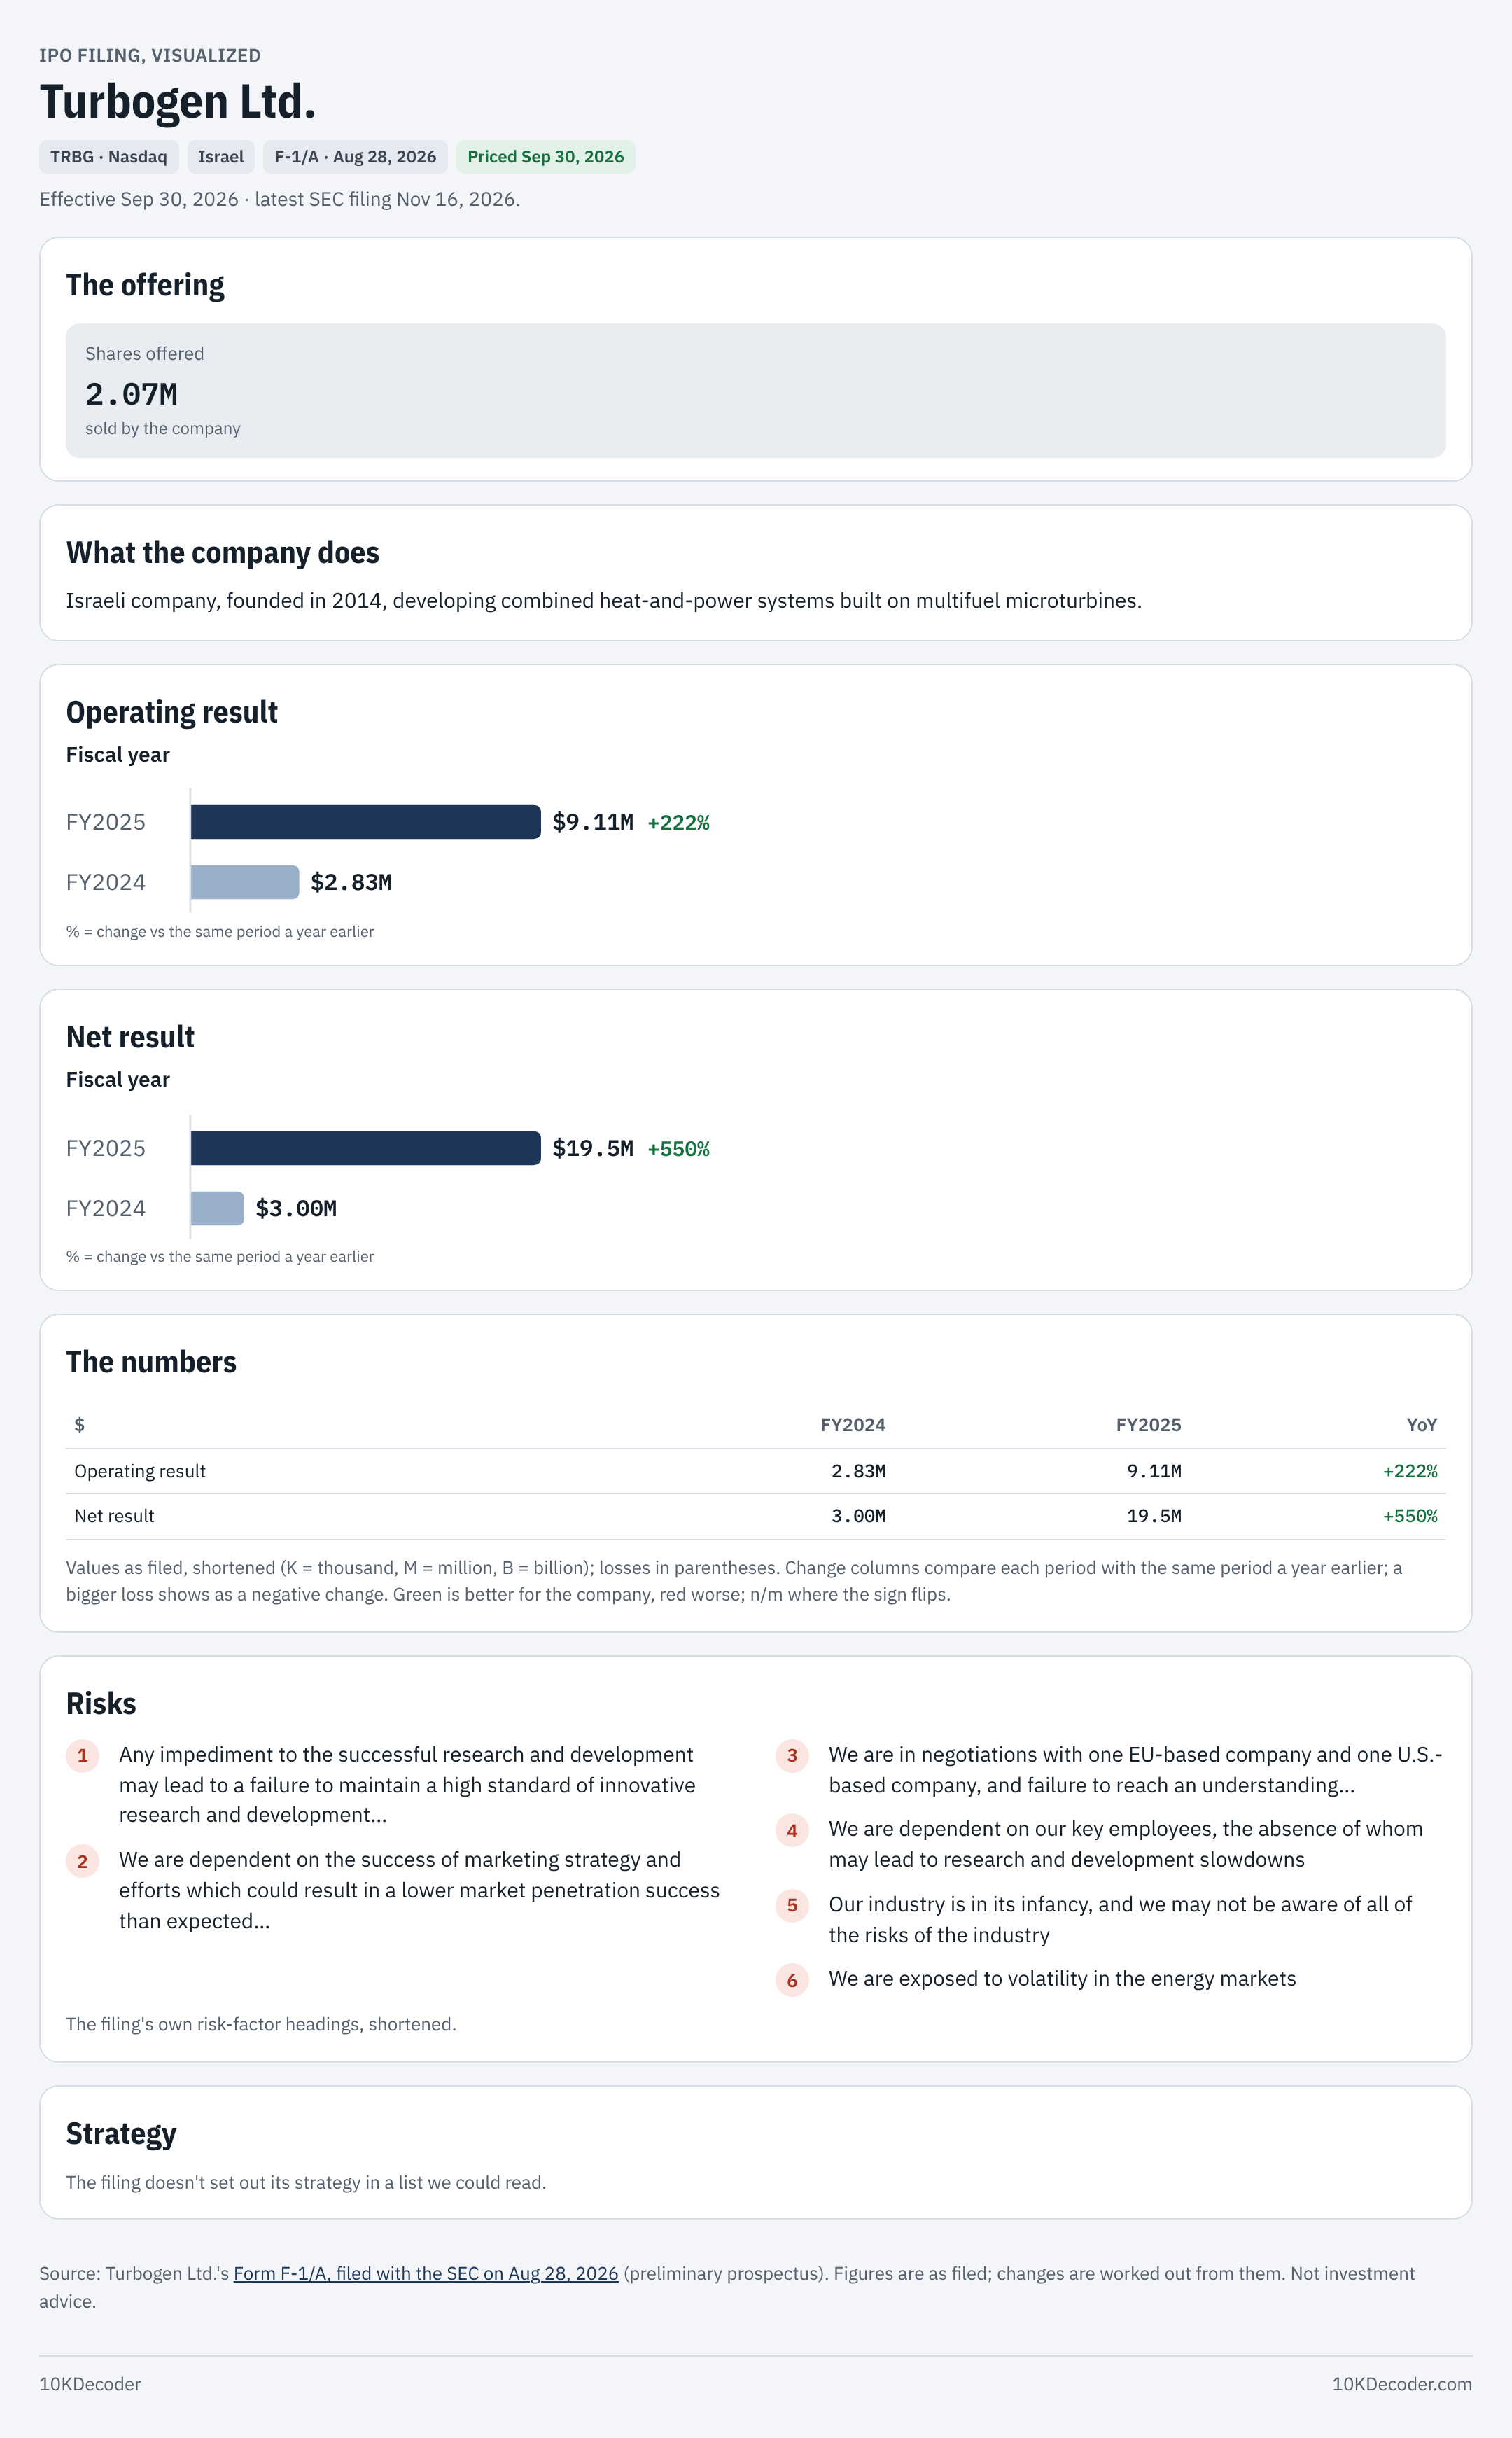 IPO FILING, VISUALIZED
Turbogen Ltd.
TRBG · Nasdaq
Israel
F-1/A · Aug 28, 2026
Priced Sep 30, 2026
Effective Sep 30, 2026 · latest SEC filing Nov 16, 2026.
The offering
Shares offered
2.07M
sold by the company
What the company does
Israeli company, founded in 2014, developing combined heat-and-power systems built on multifuel microturbines.
Operating result
Fiscal year
FY2025 $9.11M +222%
FY2024 $2.83M
% = change vs the same period a year earlier
Net result
Fiscal year
FY2025 $19.5M +550%
FY2024 $3.00M
% = change vs the same period a year earlier
The numbers
$ FY2024 FY2025 YoY
Operating result 2.83M 9.11M +222%
Net result 3.00M 19.5M +550%
Values as filed, shortened (K = thousand, M = million, B = billion); losses in parentheses. Change columns compare each period with the same period a year earlier; a
bigger loss shows as a negative change. Green is better for the company, red worse; n/m where the sign flips.
Risks
1 Any impediment to the successful research and development
may lead to a failure to maintain a high standard of innovative
research and development…
2 We are dependent on the success of marketing strategy and
efforts which could result in a lower market penetration success
than expected…
3 We are in negotiations with one EU-based company and one U.S.-
based company, and failure to reach an understanding…
4 We are dependent on our key employees, the absence of whom
may lead to research and development slowdowns
5 Our industry is in its infancy, and we may not be aware of all of
the risks of the industry
6 We are exposed to volatility in the energy markets
The filing's own risk-factor headings, shortened.
Strategy
The filing doesn't set out its strategy in a list we could read.
Source: Turbogen Ltd.'s Form F-1/A, filed with the SEC on Aug 28, 2026 (preliminary prospectus). Figures are as filed; changes are worked out from them. Not investment
advice.
10KDecoder
10KDecoder.com